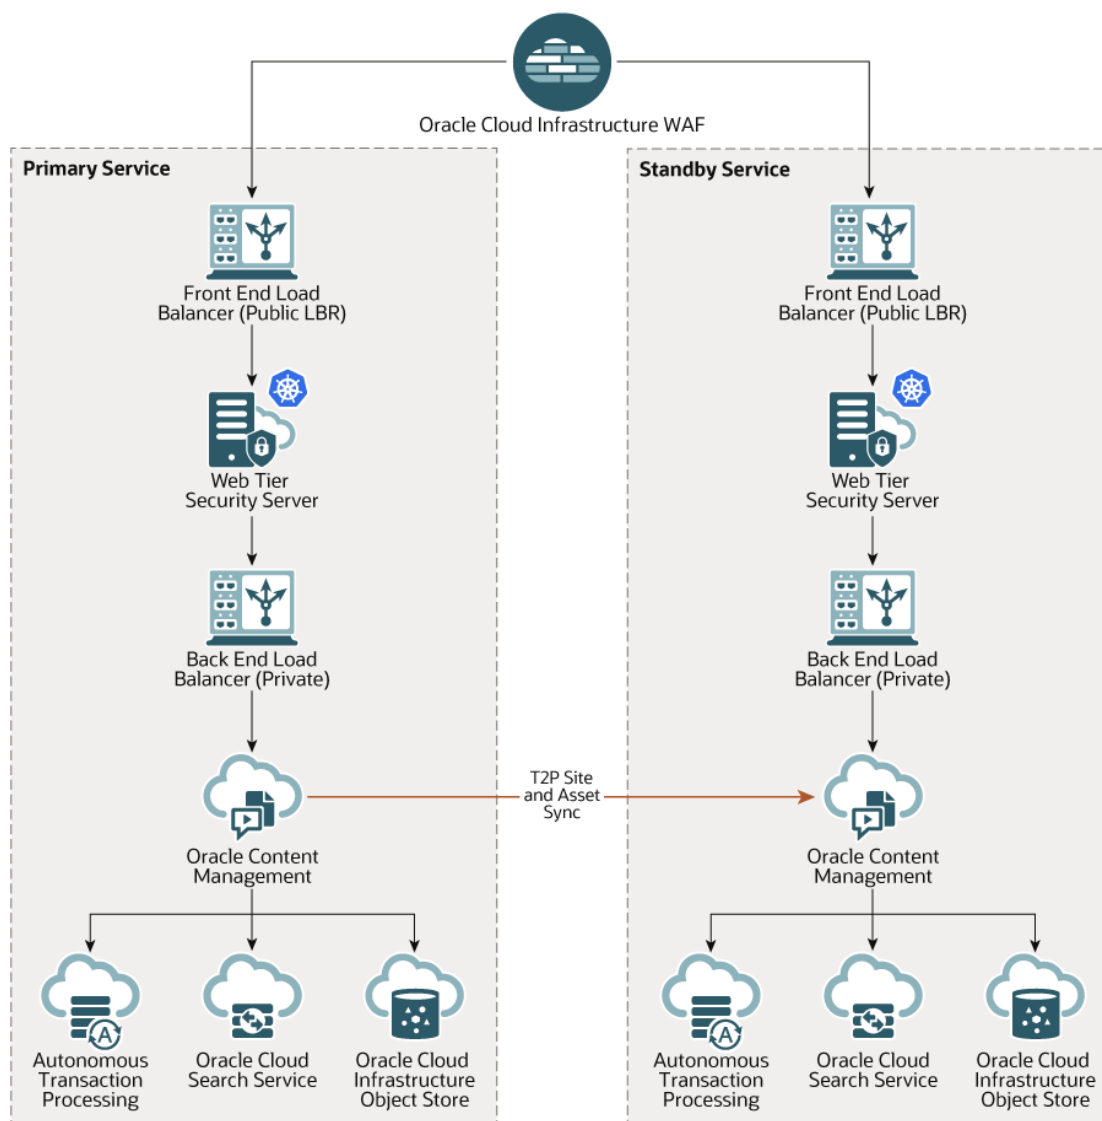 Oracle Cloud Infrastructure WAF
Primary Service
Front End Load
Balancer (Public LBR)
Web Tier
Security Server
Back End Load
Balancer (Private)
Oracle Content
Management
Autonomous
Transaction
Processing
Oracle Cloud
Search Service
Oracle Cloud
Infrastructure
Object Store
T2P Site
and Asset
Sync
Standby Service
Front End Load
Balancer (Public LBR)
Web Tier
Security Server
Back End Load
Balancer (Private)
Oracle Content
Management
Autonomous
Transaction
Processing
Oracle Cloud
Search Service
Oracle Cloud
Infrastructure
Object Store
A
A